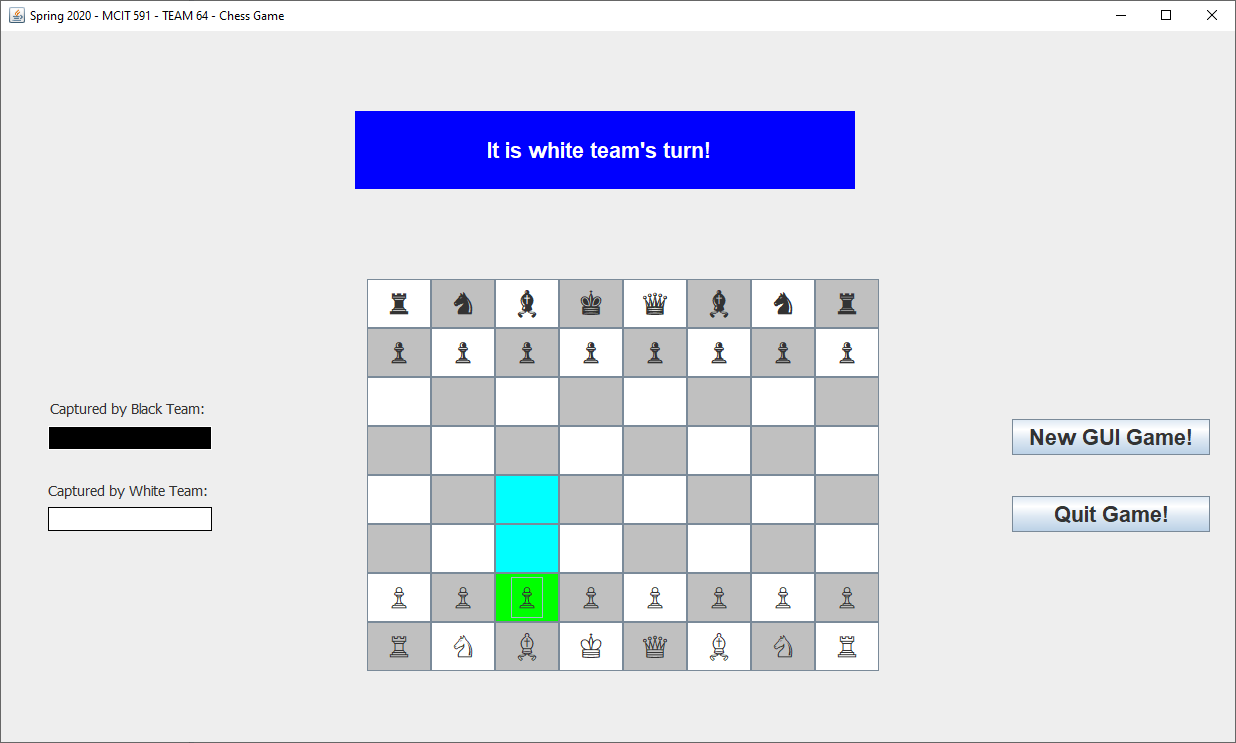 Spring 2020 - MCIT 591 - TEAM 64 - Chess Game
It is white team's turn!
Captured by Black Team:
Captured by White Team:
New GUI Game!
Quit Game!